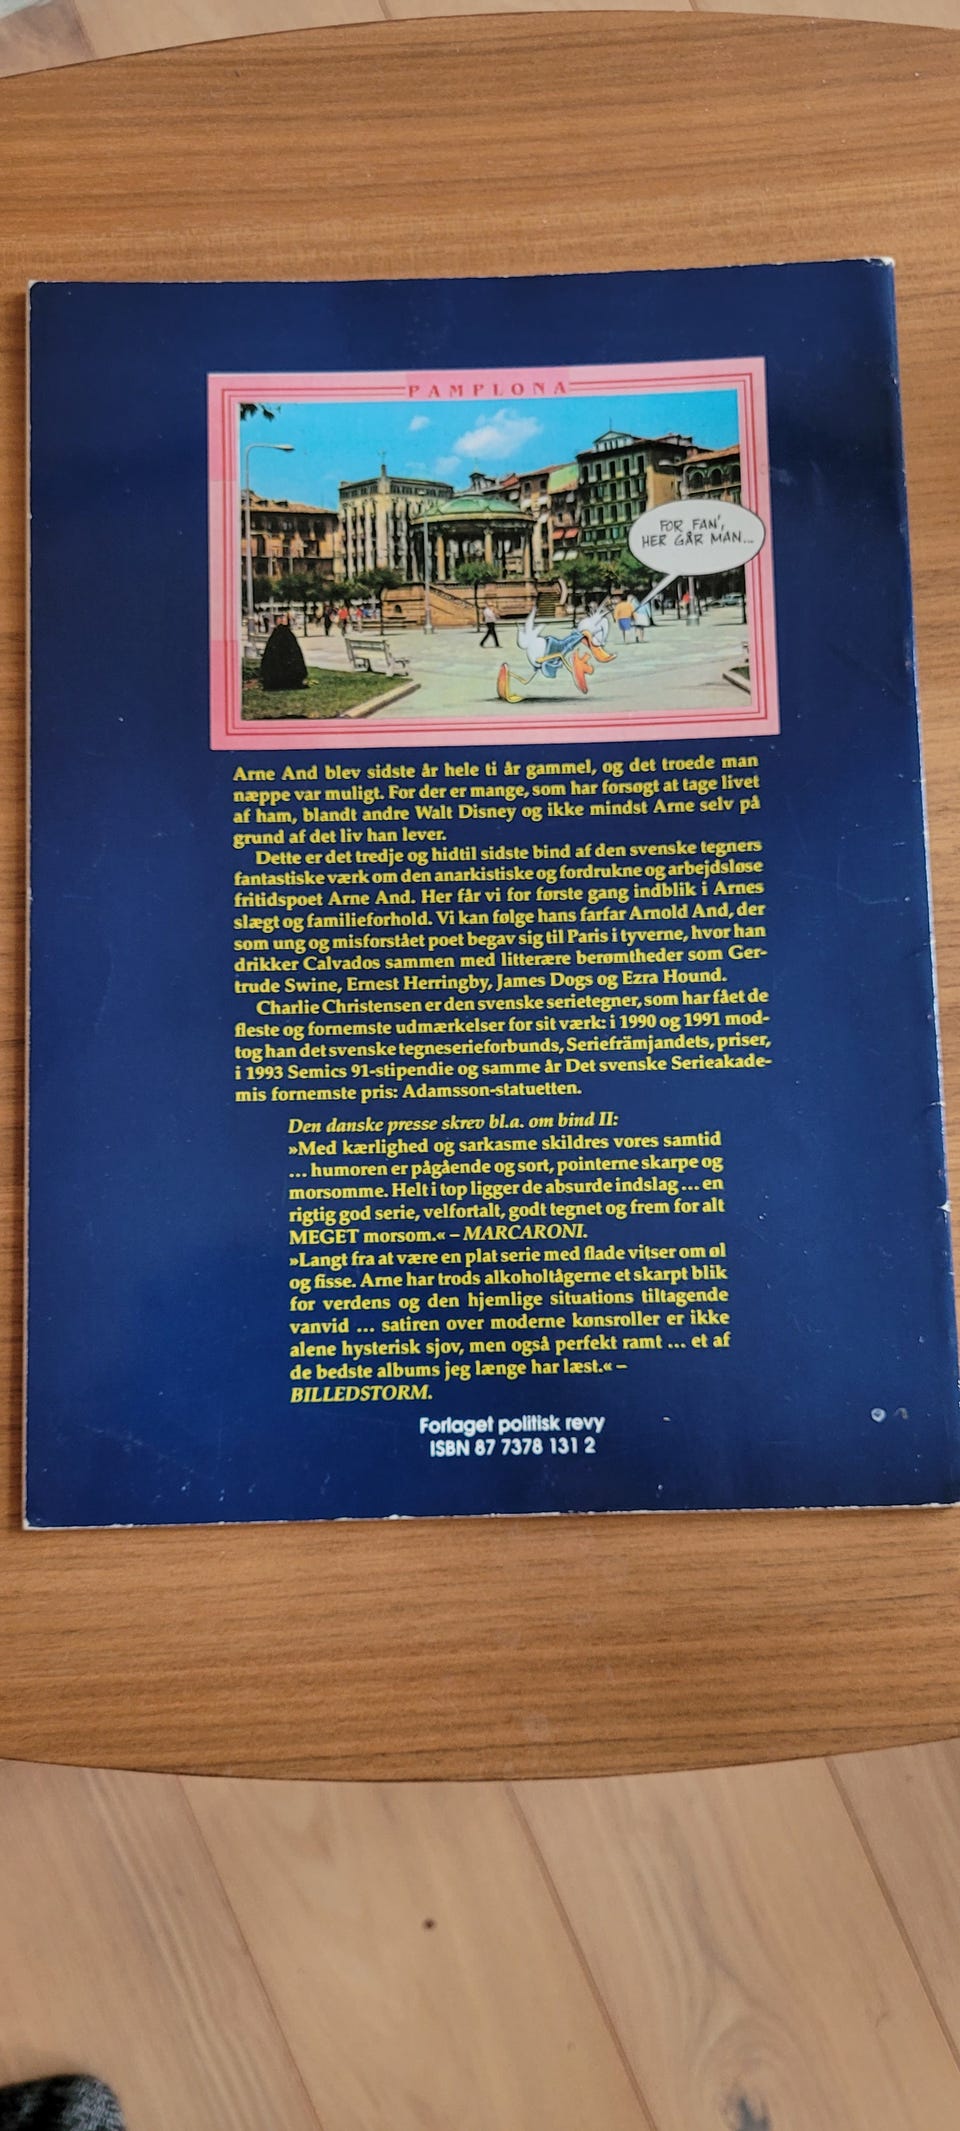 PAMPLONA
FOR FAN',
HER GÅR MAN...
Arne And blev sidste år hele ti år gammel, og det troede man
næppe var muligt. For der er mange, som har forsøgt at tage livet
af ham, blandt andre Walt Disney og ikke mindst Arne selv på
grund af det liv han lever.
Dette er det tredje og hidtil sidste bind af den svenske tegners
fantastiske værk om den anarkistiske og fordrukne og arbejdsløse
fritidspoet Arne And. Her får vi for første gang indblik i Arnes
slægt og familieforhold. Vi kan følge hans farfar Arnold And, der
som ung og misforstået poet begav sig til Paris i tyverne, hvor han
drikker Calvados sammen med litterære berømtheder som Ger-
trude Swine, Ernest Herringby, James Dogs og Ezra Hound.
Charlie Christensen er den svenske serietegner, som har fået de
fleste og fornemste udmærkelser for sit værk: i 1990 og 1991 mod-
tog han det svenske tegneserieforbunds, Seriefrämjandets, priser,
i 1993 Semics 91-stipendie og samme år Det svenske Serieakade-
mis fornemste pris: Adamsson-statuetten.
Den danske presse skrev bl.a. om bind II:
»Med kærlighed og sarkasme skildres vores samtid
... humoren er pågående og sort, pointerne skarpe og
morsomme. Helt i top ligger de absurde indslag ... en
rigtig god serie, velfortalt, godt tegnet og frem for alt
MEGET morsom.« – MARCARONI.
»Langt fra at være en plat serie med flade vitser om øl
og fisse. Arne har trods alkoholtågerne et skarpt blik
for verdens og den hjemlige situations tiltagende
vanvid ... satiren over moderne kønsroller er ikke
alene hysterisk sjov, men også perfekt ramt ... et af
de bedste albums jeg længe har læst.« –
BILLEDSTORM.
Forlaget politisk revy
ISBN 87 7378 131 2